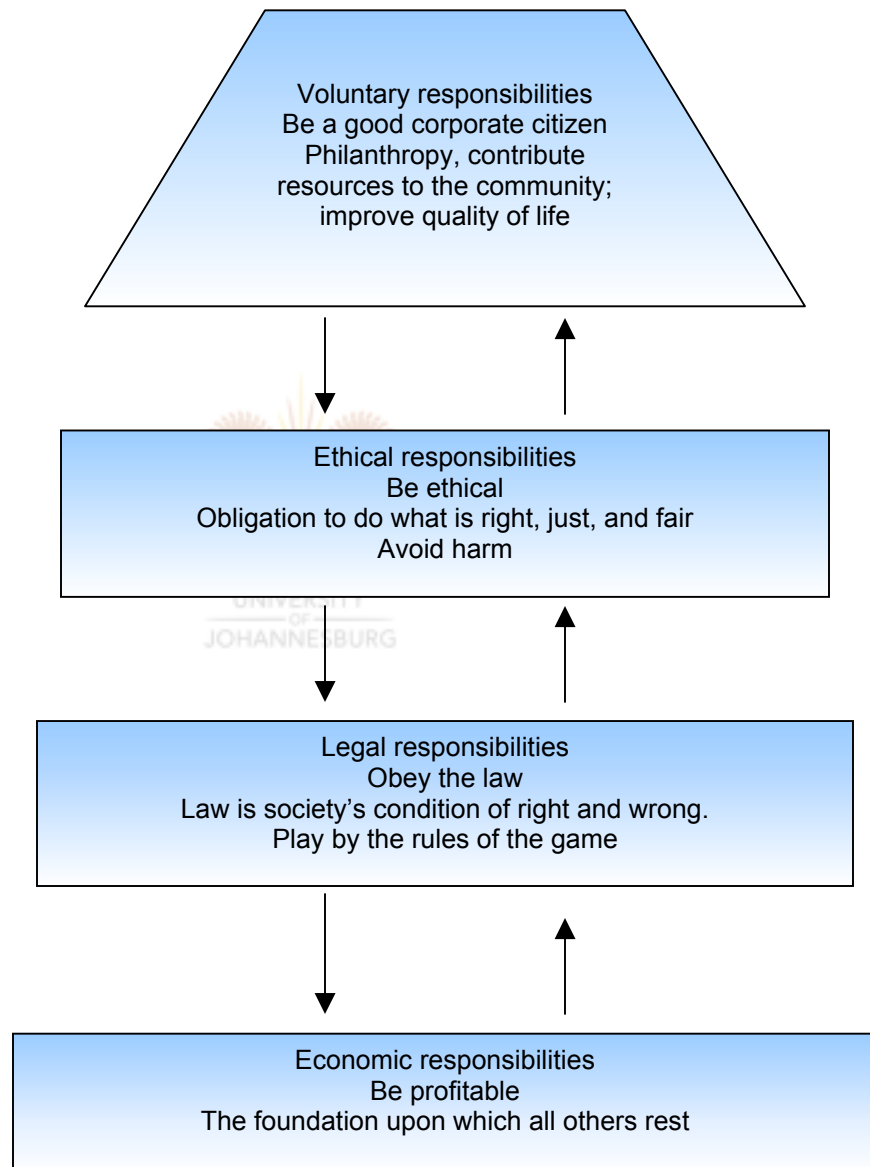 Voluntary responsibilities
Be a good corporate citizen
Philanthropy, contribute
resources to the community;
improve quality of life
Ethical responsibilities
Be ethical
Obligation to do what is right, just, and fair
Avoid harm
UNIVERSITY
OF
JOHANNESBURG
Legal responsibilities
Obey the law
Law is society’s condition of right and wrong.
Play by the rules of the game
Economic responsibilities
Be profitable
The foundation upon which all others rest